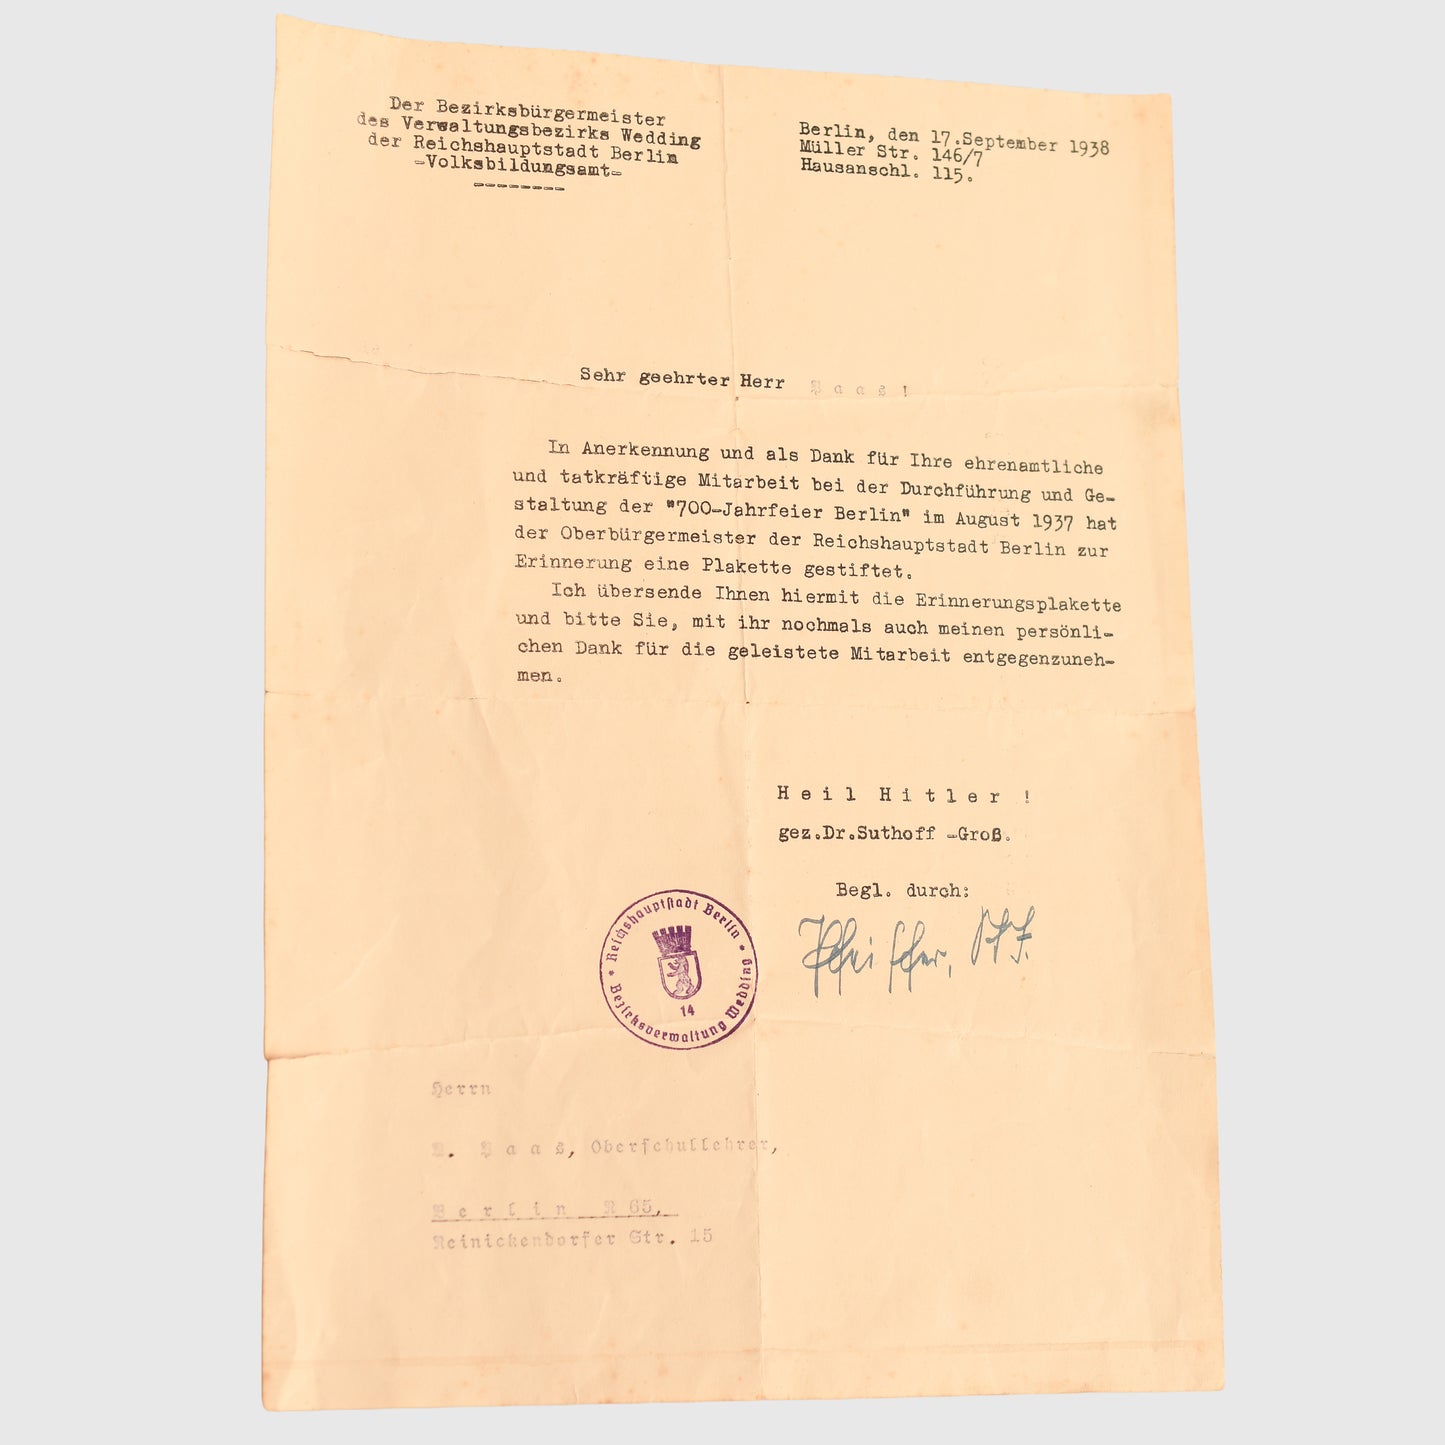 Der Bezirksbürgermeister
des Verwaltungsbezirks Wedding
der Reichshauptstadt Berlin
-Volksbildungsamt-
--------
Berlin, den 17.September 1938
Müller Str. 146/7
Hausanschl. 115.
Sehr geehrter Herr P a a s !
In Anerkennung und als Dank für Ihre ehrenamtliche
und tatkräftige Mitarbeit bei der Durchführung und Ge-
staltung der "700-Jahrfeier Berlin" im August 1937 hat
der Oberbürgermeister der Reichshauptstadt Berlin zur
Erinnerung eine Plakette gestiftet.
Ich übersende Ihnen hiermit die Erinnerungsplakette
und bitte Sie, mit ihr nochmals auch meinen persönli-
chen Dank für die geleistete Mitarbeit entgegenzuneh-
men.
H e i l  H i t l e r !
gez.Dr.Suthoff -Groß.
Begl. durch:
Pfeiffer,
Reichshauptstadt Berlin
14
Bezirksverwaltung Wedding
Herrn
P a a s, Oberschullehrer,
B e r l i n  N 65,
Reinickendorfer Str. 15